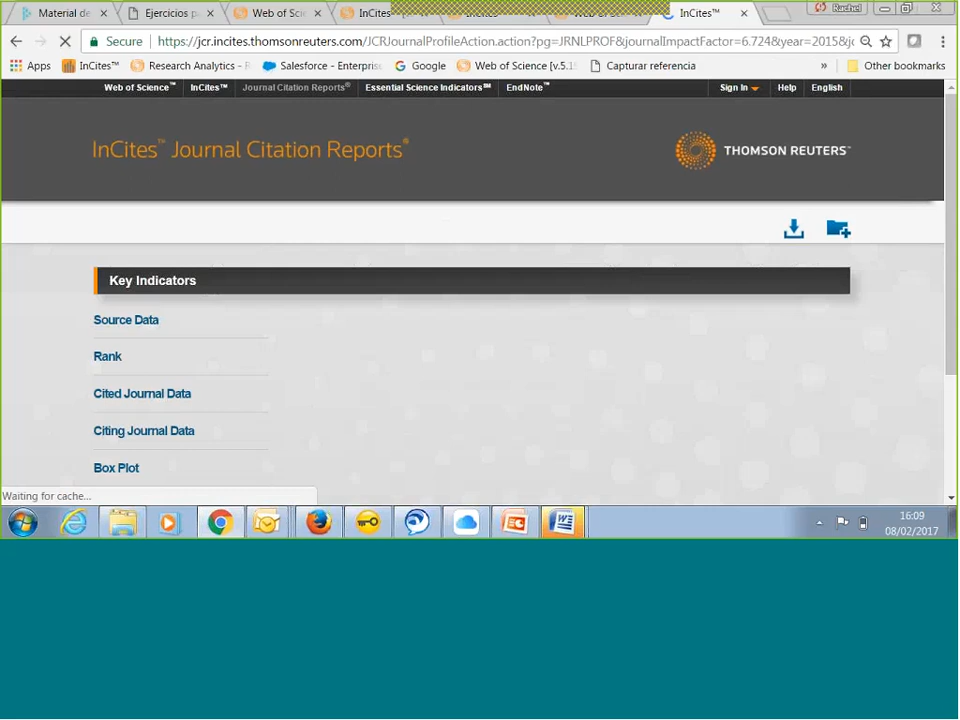 Material de
Ejercicios pa
Web of Scie
InCites
InCites™
Rachel
Secure
https://jcr.incites.thomsonreuters.com/JCRJournalProfileAction.action?pg=JRNLPROF&journalImpactFactor=6.724&year=2015&jc
Apps
InCites™
Research Analytics - R
Salesforce - Enterpris
Google
Web of Science [v.5.1
Capturar referencia
»
Other bookmarks
Web of Science™
InCites™
Journal Citation Reports®
Essential Science Indicators℠
EndNote™
Sign In
Help
English
InCites™ Journal Citation Reports®
THOMSON REUTERS™
Key Indicators
Source Data
Rank
Cited Journal Data
Citing Journal Data
Box Plot
Waiting for cache...
16:09
08/02/2017